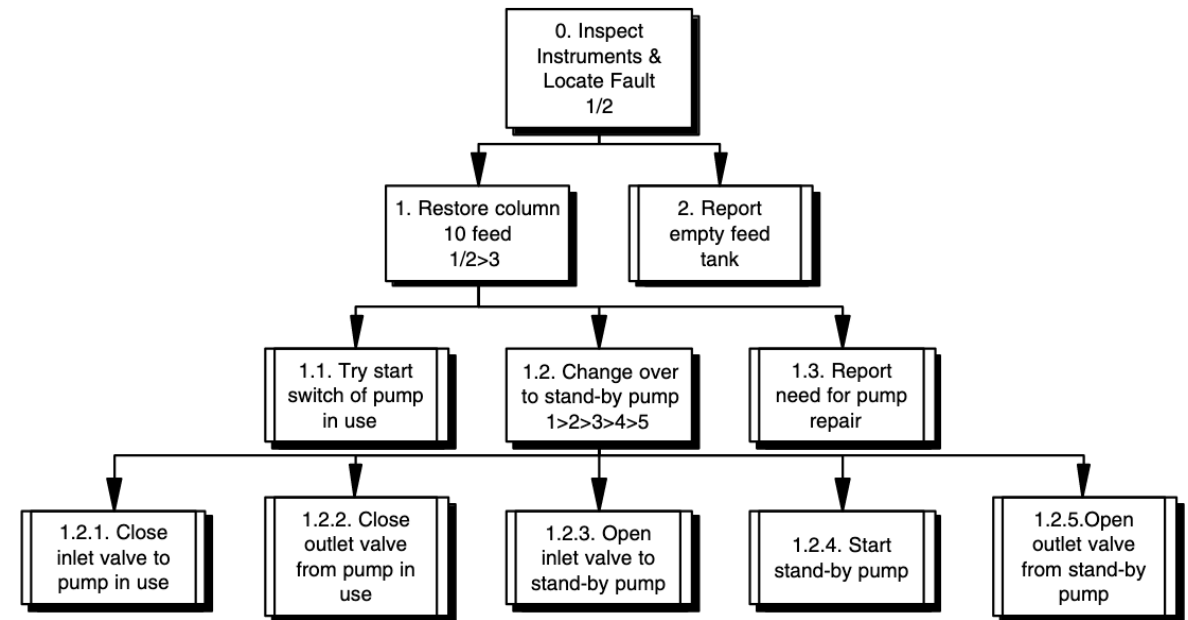 0. Inspect
Instruments &
Locate Fault
1/2
1. Restore column
10 feed
1/2>3
2. Report
empty feed
tank
1.1. Try start
switch of pump
in use
1.2. Change over
to stand-by pump
1>2>3>4>5
1.3. Report
need for pump
repair
1.2.1. Close
inlet valve to
pump in use
1.2.2. Close
outlet valve
from pump in
use
1.2.3. Open
inlet valve to
stand-by pump
1.2.4. Start
stand-by pump
1.2.5.Open
outlet valve
from stand-by
pump